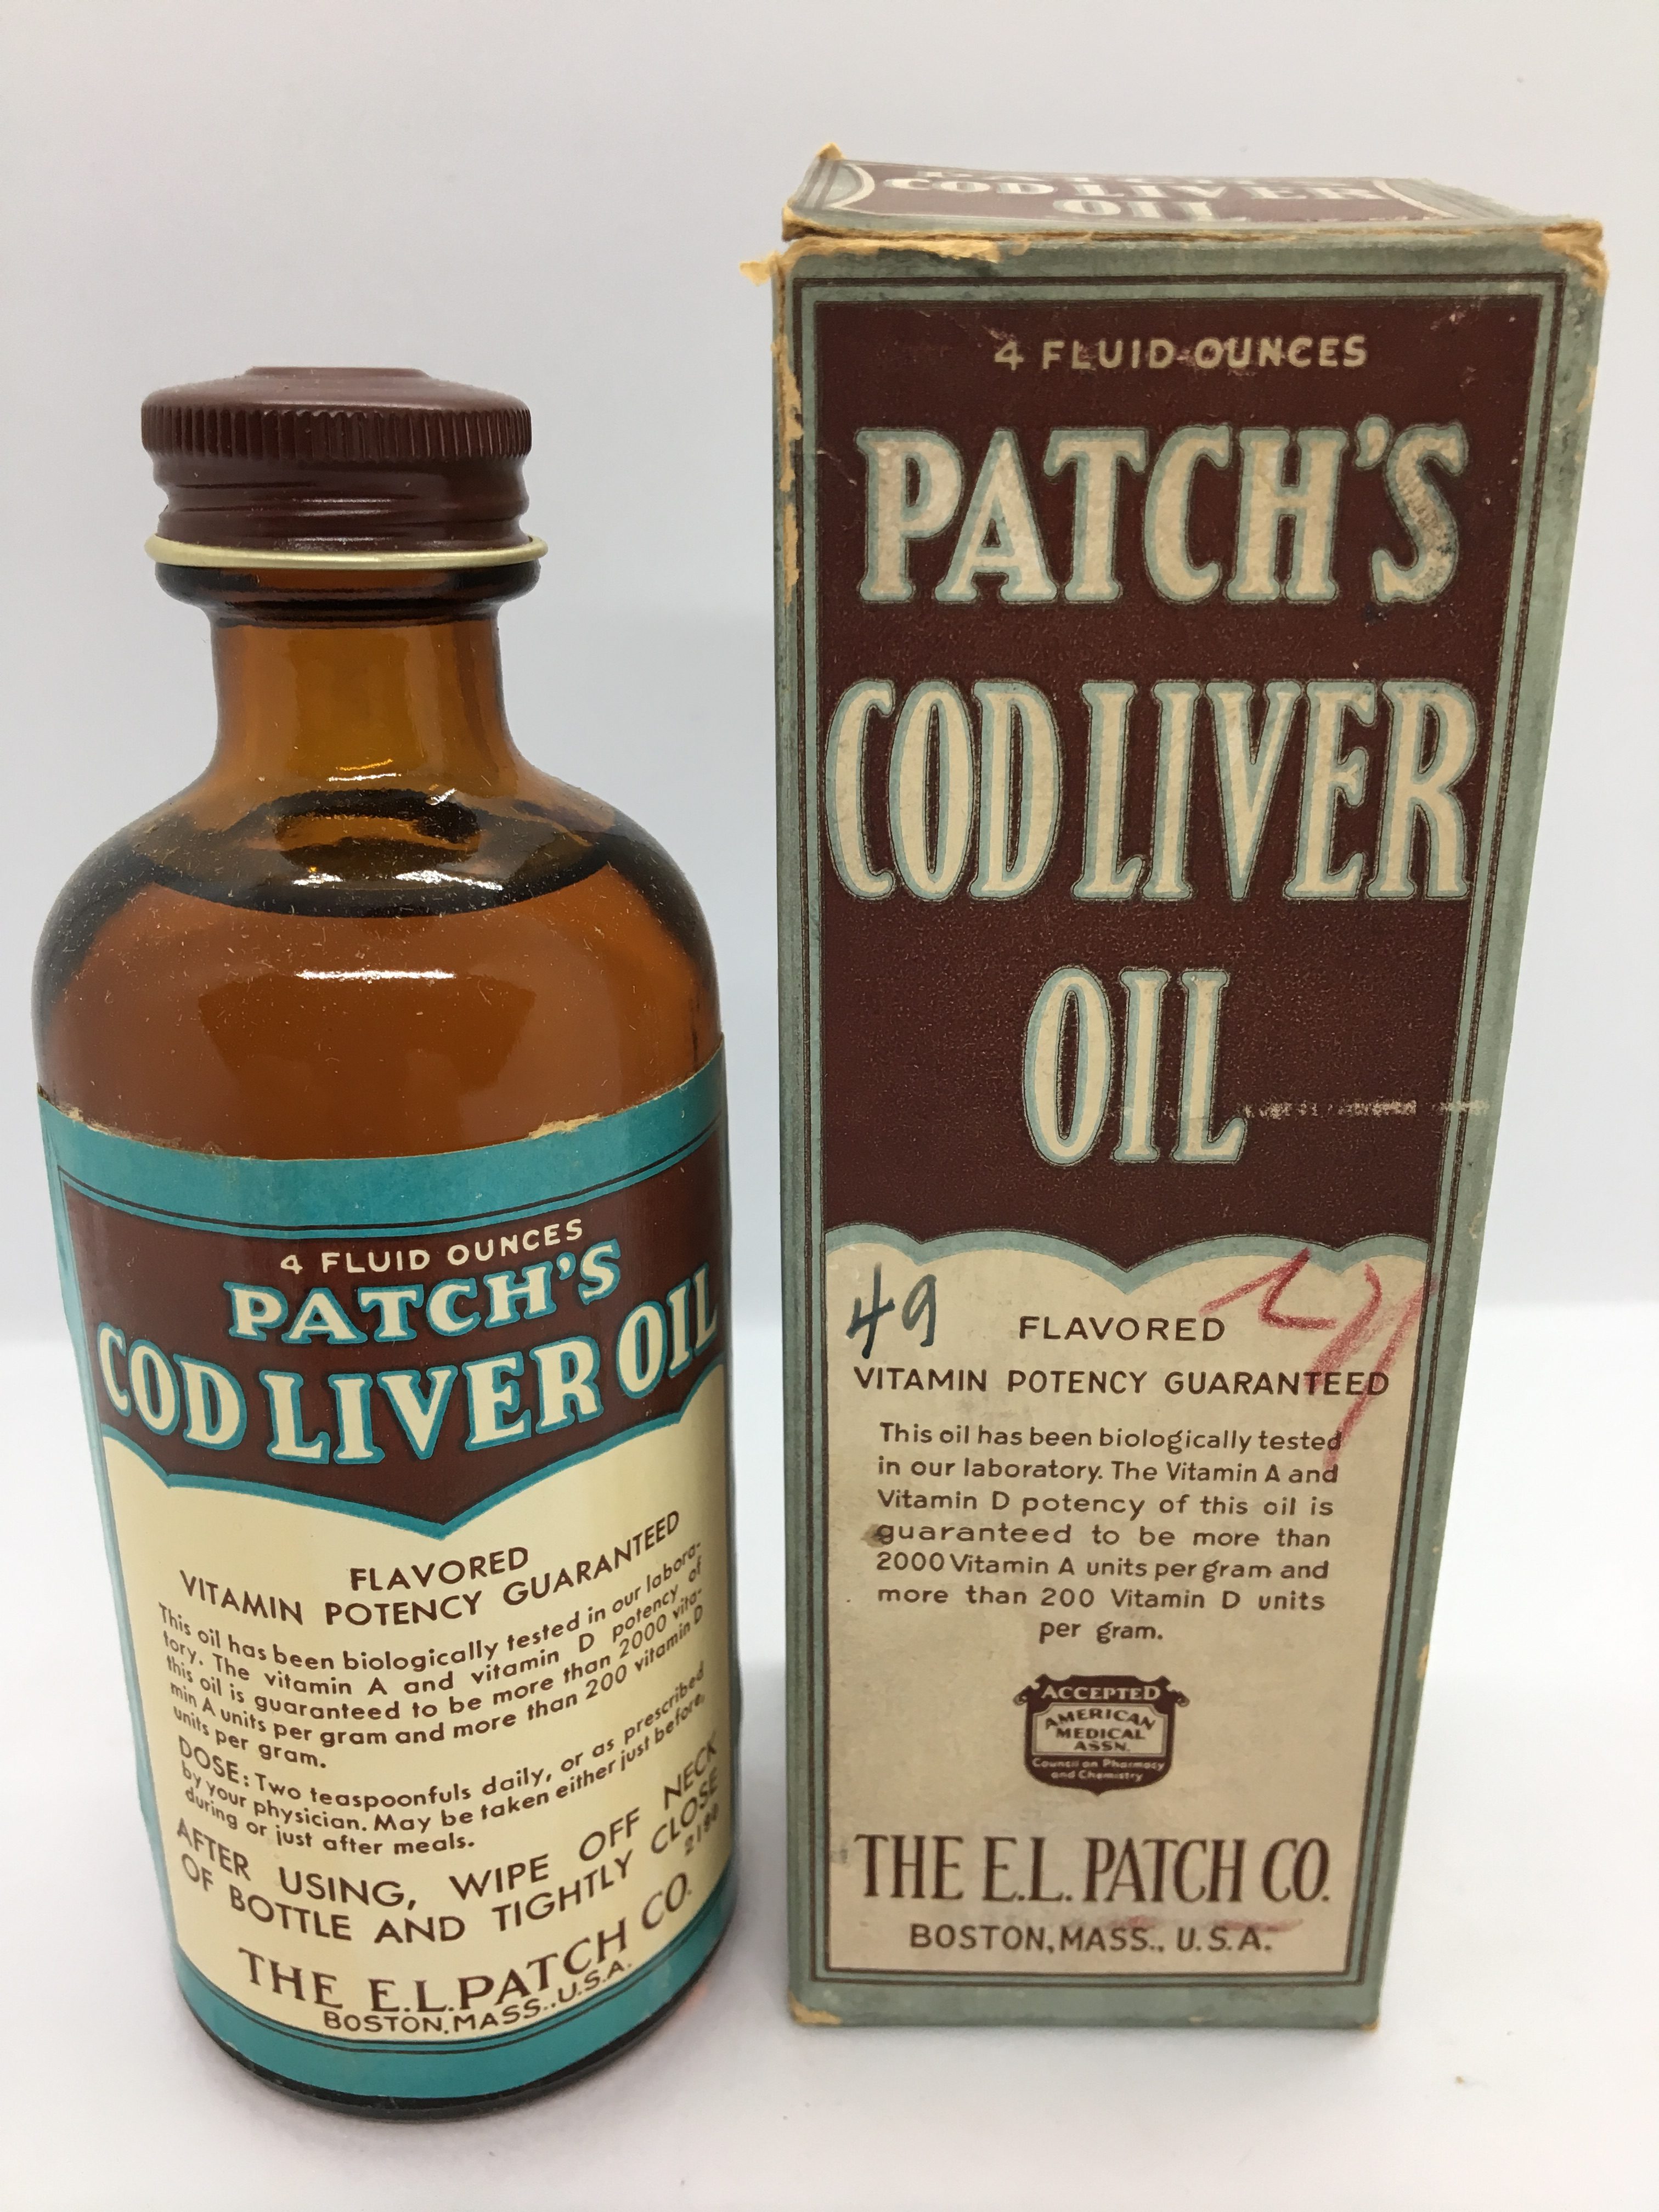 4 FLUID OUNCES
PATCH'S
COD LIVER OIL
FLAVORED
VITAMIN POTENCY GUARANTEED
This oil has been biologically tested in our labora-
tory. The vitamin A and vitamin D potency of
this oil is guaranteed to be more than 2000 vita-
min A units per gram and more than 200 vitamin D
units per gram.
DOSE: Two teaspoonfuls daily, or as prescribed
by your physician. May be taken either just before,
during or just after meals.
AFTER USING, WIPE OFF NECK
OF BOTTLE AND TIGHTLY CLOSE
THE E.L.PATCH CO.
BOSTON, MASS., U.S.A.
COD LIVER
OIL
4 FLUID OUNCES
PATCH'S
COD LIVER
OIL
49
FLAVORED
VITAMIN POTENCY GUARANTEED
This oil has been biologically tested
in our laboratory. The Vitamin A and
Vitamin D potency of this oil is
guaranteed to be more than
2000 Vitamin A units per gram and
more than 200 Vitamin D units
per gram.
ACCEPTED
AMERICAN
MEDICAL
ASSN.
Council on Pharmacy
and Chemistry
THE E.L. PATCH CO.
BOSTON, MASS., U.S.A.